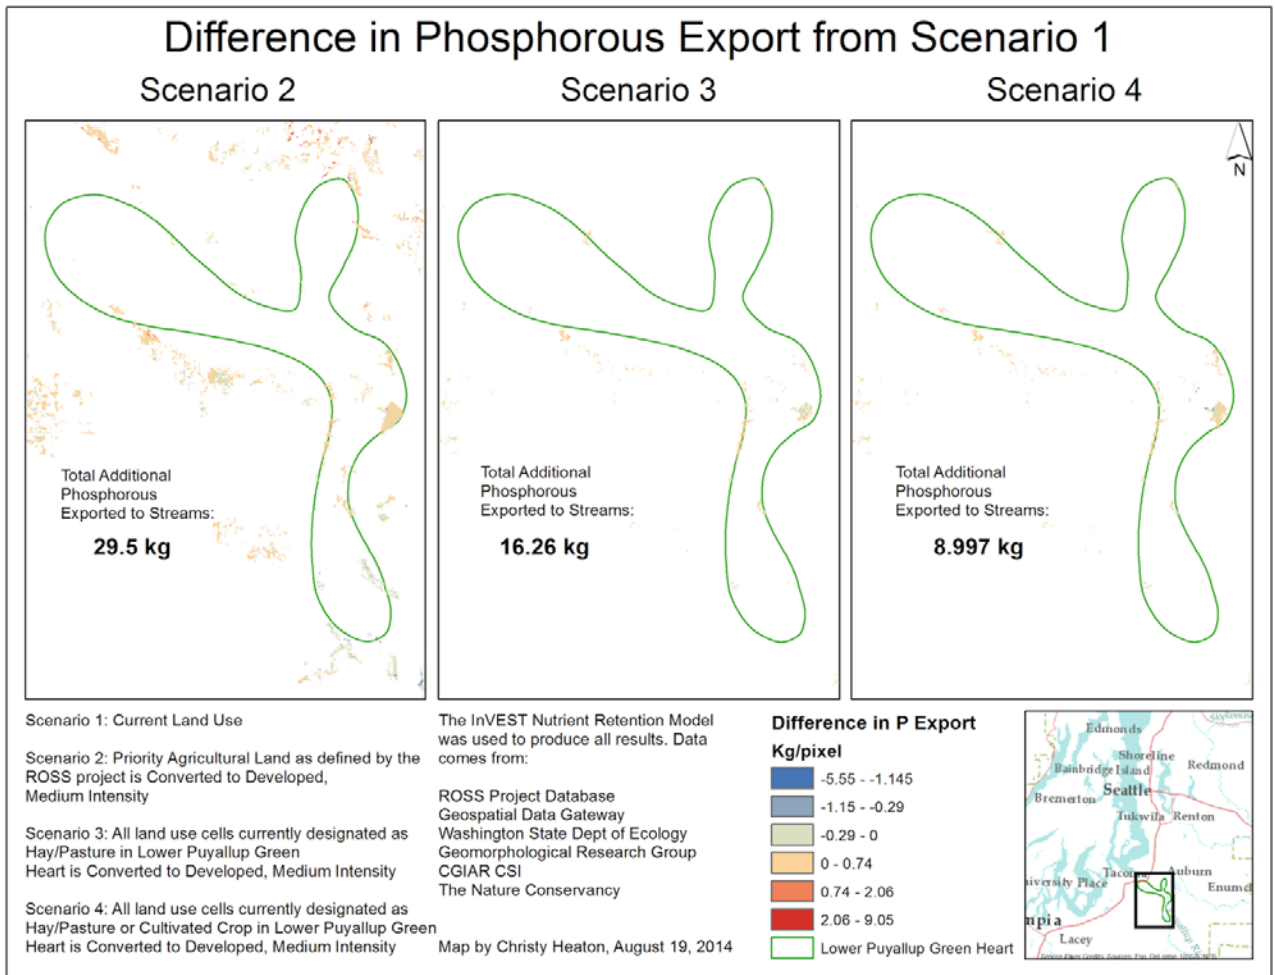 Difference in Phosphorous Export from Scenario 1
Scenario 2
Scenario 3
Scenario 4
N
Total Additional
Phosphorous
Exported to Streams:
29.5 kg
Total Additional
Phosphorous
Exported to Streams:
16.26 kg
Total Additional
Phosphorous
Exported to Streams:
8.997 kg
Scenario 1: Current Land Use
Scenario 2: Priority Agricultural Land as defined by the
ROSS project is Converted to Developed,
Medium Intensity
Scenario 3: All land use cells currently designated as
Hay/Pasture in Lower Puyallup Green
Heart is Converted to Developed, Medium Intensity
Scenario 4: All land use cells currently designated as
Hay/Pasture or Cultivated Crop in Lower Puyallup Green
Heart is Converted to Developed, Medium Intensity
The InVEST Nutrient Retention Model
was used to produce all results. Data
comes from:
ROSS Project Database
Geospatial Data Gateway
Washington State Dept of Ecology
Geomorphological Research Group
CGIAR CSI
The Nature Conservancy
Map by Christy Heaton, August 19, 2014
Difference in P Export
Kg/pixel
-5.55 - -1.145
-1.15 - -0.29
-0.29 - 0
0 - 0.74
0.74 - 2.06
2.06 - 9.05
Lower Puyallup Green Heart
Edmonds
Shoreline
Bainbridge Island
Redmond
Seattle
Bremerton
Tukwila
Renton
Tacoma
Auburn
iversity Place
Enumcl
mpia
Lacey